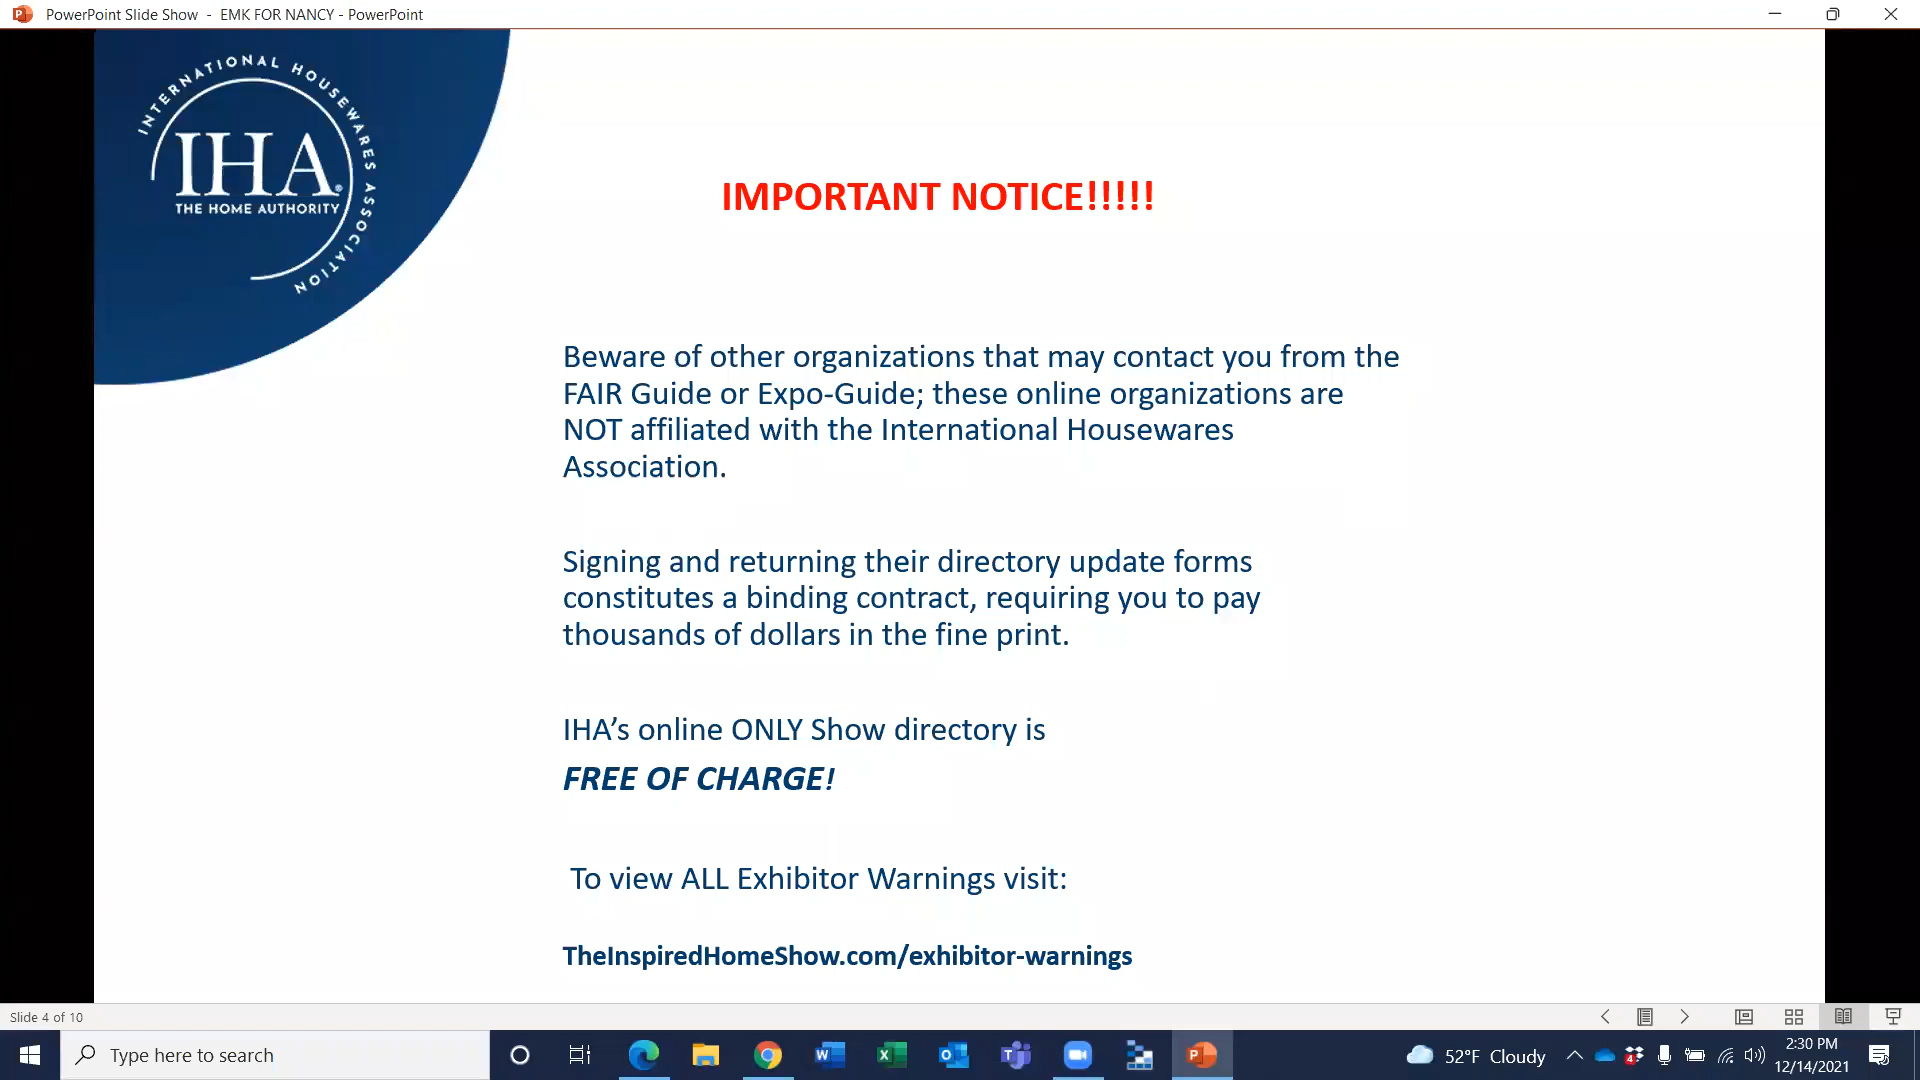 PowerPoint Slide Show - EMK FOR NANCY - PowerPoint
INTERNATIONAL HOUSEWARES ASSOCIATION
IHA®
THE HOME AUTHORITY
IMPORTANT NOTICE!!!!!
Beware of other organizations that may contact you from the
FAIR Guide or Expo-Guide; these online organizations are
NOT affiliated with the International Housewares
Association.
Signing and returning their directory update forms
constitutes a binding contract, requiring you to pay
thousands of dollars in the fine print.
IHA’s online ONLY Show directory is
FREE OF CHARGE!
To view ALL Exhibitor Warnings visit:
TheInspiredHomeShow.com/exhibitor-warnings
Slide 4 of 10
Type here to search
52°F Cloudy
4
2:30 PM
12/14/2021